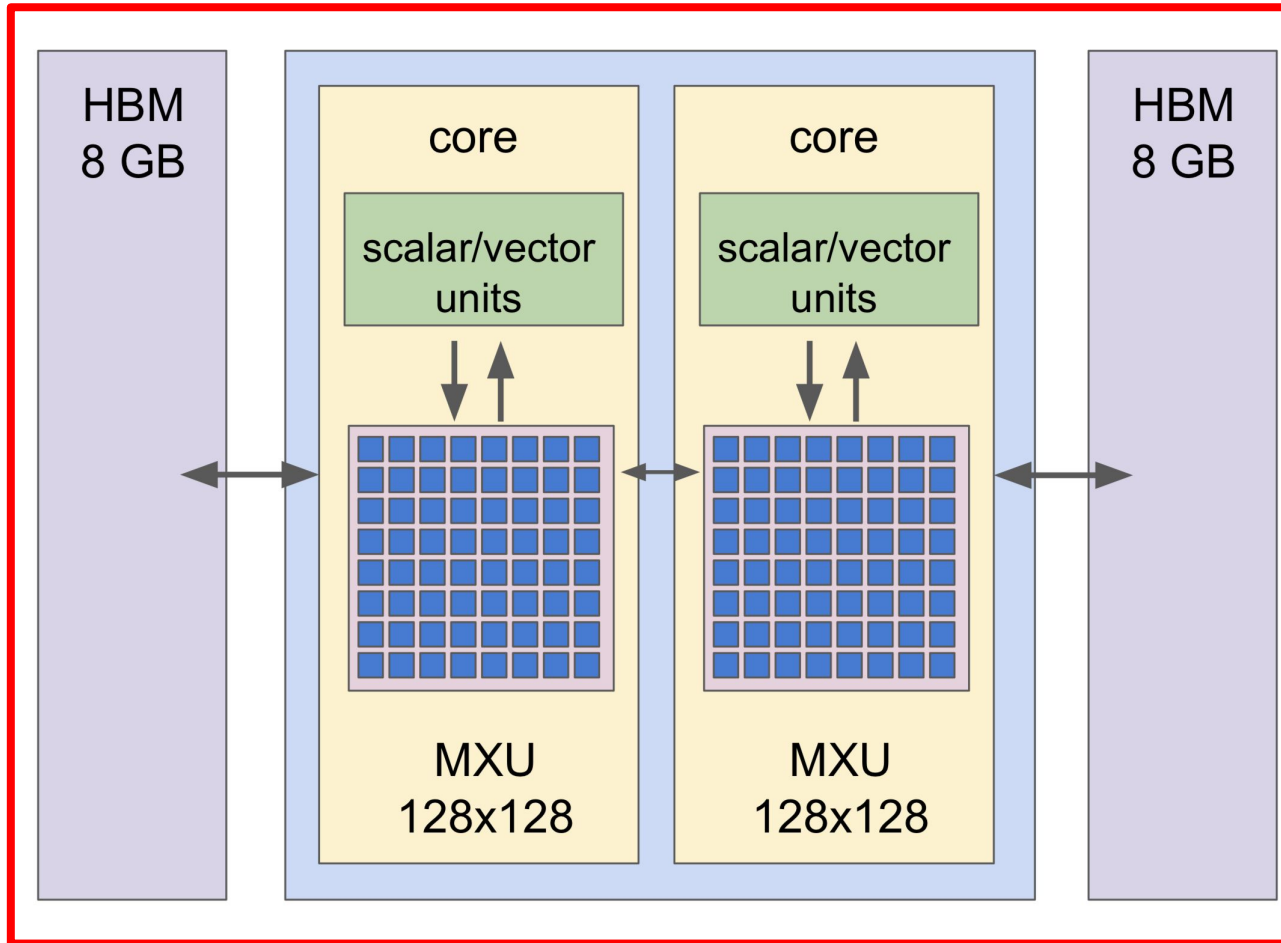 HBM
8 GB
core
scalar/vector
units
MXU
128x128
core
scalar/vector
units
MXU
128x128
HBM
8 GB